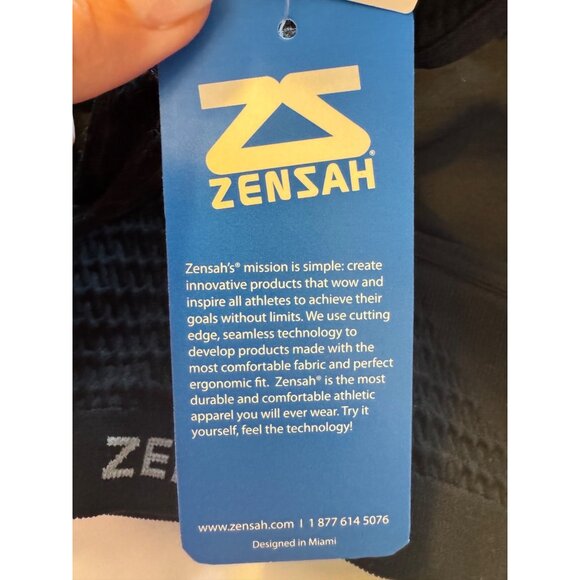 ZENSAH®
Zensah's® mission is simple: create
innovative products that wow and
inspire all athletes to achieve their
goals without limits. We use cutting
edge, seamless technology to
develop products made with the
most comfortable fabric and perfect
ergonomic fit. Zensah® is the most
durable and comfortable athletic
apparel you will ever wear. Try it
yourself, feel the technology!
ZE
www.zensah.com | 1 877 614 5076
Designed in Miami